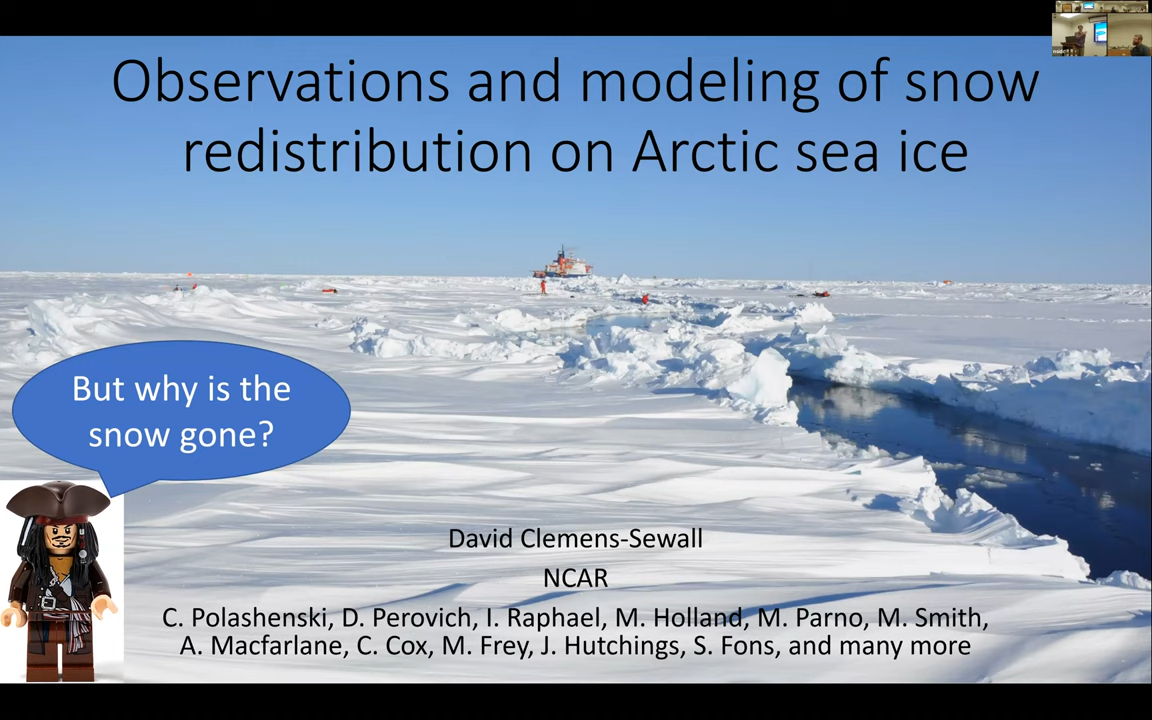 Observations and modeling of snow
redistribution on Arctic sea ice
But why is the
snow gone?
David Clemens-Sewall
NCAR
C. Polashenski, D. Perovich, I. Raphael, M. Holland, M. Parno, M. Smith,
A. Macfarlane, C. Cox, M. Frey, J. Hutchings, S. Fons, and many more